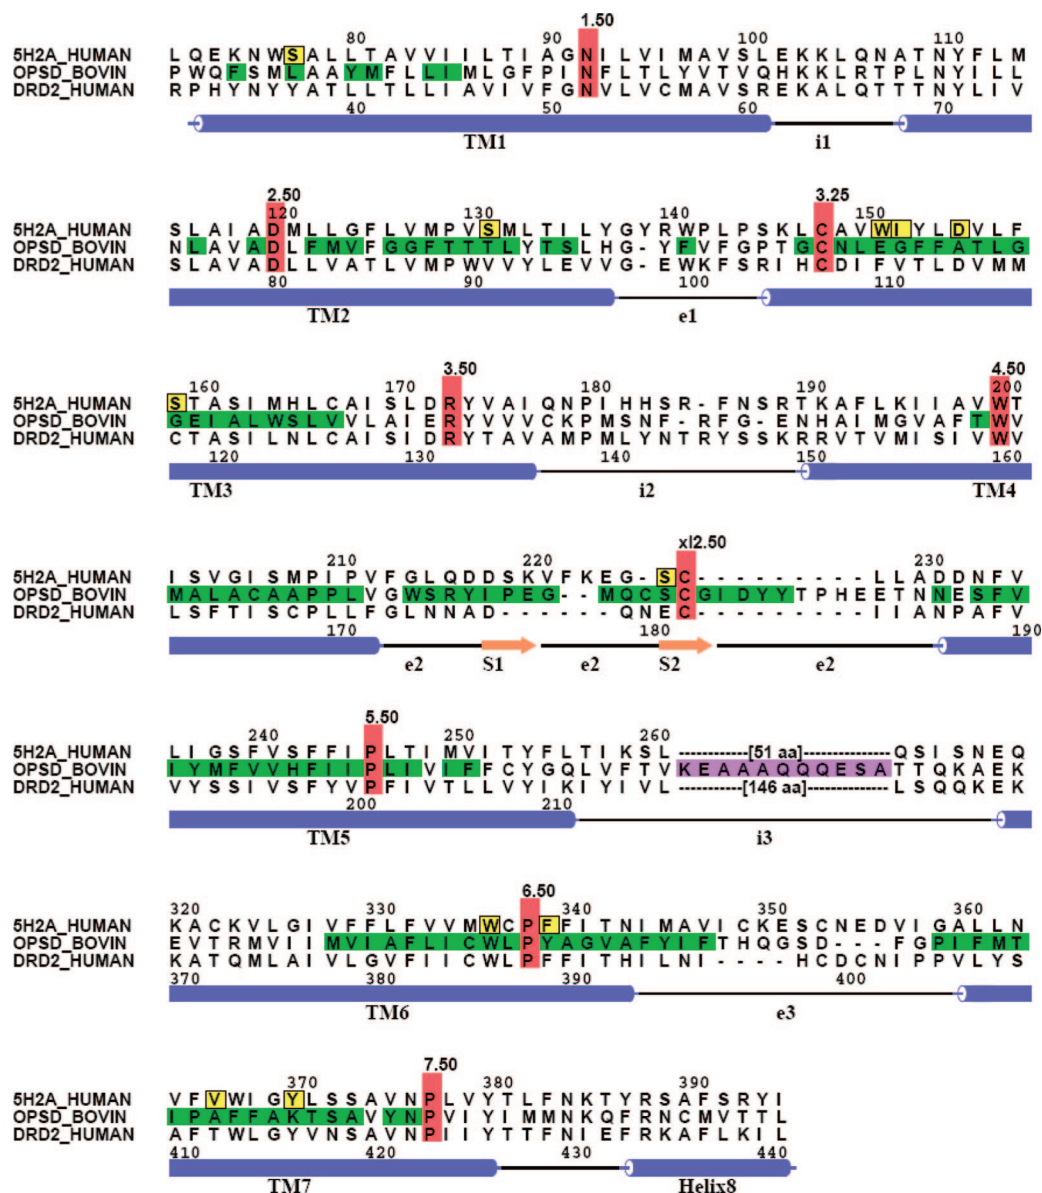 1.50
80 90 100 110
5H2A_HUMAN L Q E K N W S A L L T A V V I I L T I A G N I L V I M A V S L E K K L Q N A T N Y F L M
OPSD_BOVIN P W Q F S M L A A Y M F L L I M L G F P I N F L T L Y V T V Q H K K L R T P L N Y I L L
DRD2_HUMAN R P H Y N Y Y A T L L T L L I A V I V F G N V L V C M A V S R E K A L Q T T T N Y L I V
40 50 60 70
TM1 i1
2.50 3.25
120 130 140 150
5H2A_HUMAN S L A I A D M L L G F L V M P V S M L T I L Y G Y R W P L P S K L C A V W I Y L D V L F
OPSD_BOVIN N L A V A D L F M V F G G F T T T L Y T S L H G - Y F V F G P T G C N L E G F F A T L G
DRD2_HUMAN S L A V A D L L V A T L V M P W V V Y L E V V G - E W K F S R I H C D I F V T L D V M M
80 90 100 110
TM2 e1
3.50 4.50
160 170 180 190 200
5H2A_HUMAN S T A S I M H L C A I S L D R Y V A I Q N P I H H S R - F N S R T K A F L K I I A V W T
OPSD_BOVIN G E I A L W S L V V L A I E R Y V V V C K P M S N F - R F G - E N H A I M G V A F T W V
DRD2_HUMAN C T A S I L N L C A I S I D R Y T A V A M P M L Y N T R Y S S K R R V T V M I S I V W V
120 130 140 150 160
TM3 i2 TM4
xl2.50
210 220 230
5H2A_HUMAN I S V G I S M P I P V F G L Q D D S K V F K E G - S C - - - - - - - - - L L A D D N F V
OPSD_BOVIN M A L A C A A P P L V G W S R Y I P E G - - M Q C S C G I D Y Y T P H E E T N N E S F V
DRD2_HUMAN L S F T I S C P L L F G L N N A D - - - - - - Q N E C - - - - - - - - - I I A N P A F V
170 180 190
e2 S1 e2 S2 e2
5.50
240 250 260
5H2A_HUMAN L I G S F V S F F I P L T I M V I T Y F L T I K S L -----------[51 aa]----------- Q S I S N E Q
OPSD_BOVIN I Y M F V V H F I I P L I V I F F C Y G Q L V F T V K E A A A Q Q Q E S A T T Q K A E K
DRD2_HUMAN V Y S S I V S F Y V P F I V T L L V Y I K I Y I V L ----------[146 aa]---------- L S Q Q K E K
200 210
TM5 i3
6.50
320 330 340 350 360
5H2A_HUMAN K A C K V L G I V F F L F V V M W C P F F I T N I M A V I C K E S C N E D V I G A L L N
OPSD_BOVIN E V T R M V I I M V I A F L I C W L P Y A G V A F Y I F T H Q G S D - - - F G P I F M T
DRD2_HUMAN K A T Q M L A I V L G V F I I C W L P F F I T H I L N I - - - - H C D C N I P P V L Y S
370 380 390 400
TM6 e3
7.50
370 380 390
5H2A_HUMAN V F V W I G Y L S S A V N P L V Y T L F N K T Y R S A F S R Y I
OPSD_BOVIN I P A F F A K T S A V Y N P V I Y I M M N K Q F R N C M V T T L
DRD2_HUMAN A F T W L G Y V N S A V N P I I Y T T F N I E F R K A F L K I L
410 420 430 440
TM7 Helix8